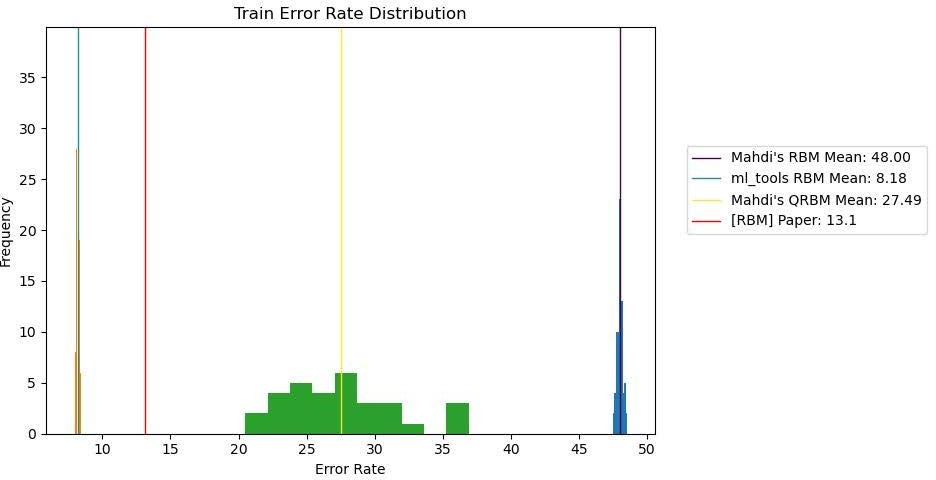 Train Error Rate Distribution
35
30
25
20
15
10
5
0
Frequency
10 15 20 25 30 35 40 45 50
Error Rate
Mahdi's RBM Mean: 48.00
ml_tools RBM Mean: 8.18
Mahdi's QRBM Mean: 27.49
[RBM] Paper: 13.1